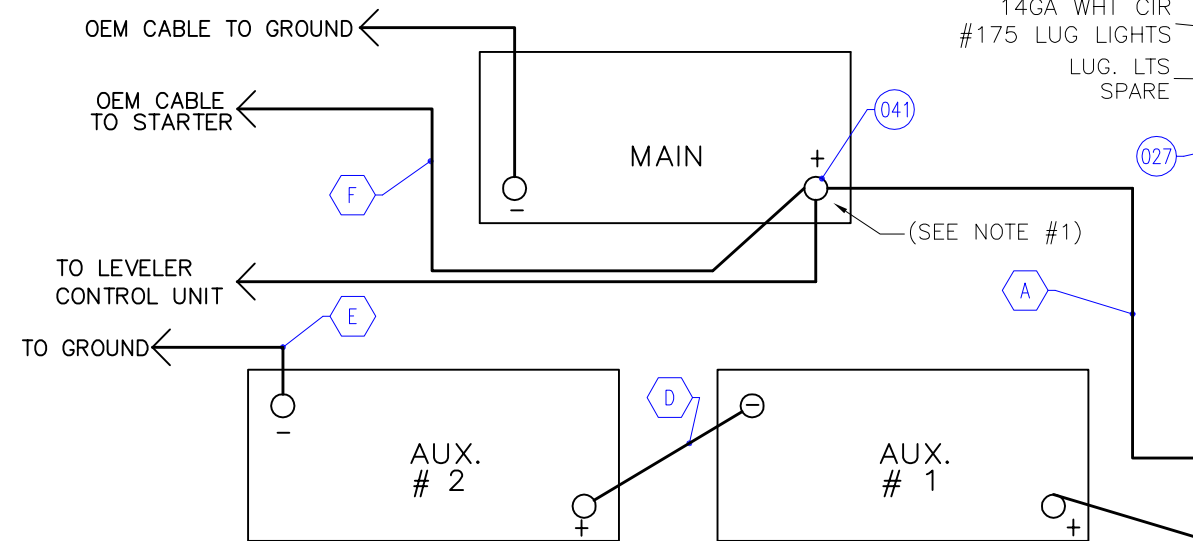 OEM CABLE TO GROUND
14GA WHT CIR
#175 LUG LIGHTS
LUG. LTS
SPARE
OEM CABLE
TO STARTER
041
MAIN
+
-
027
F
(SEE NOTE #1)
TO LEVELER
CONTROL UNIT
A
E
TO GROUND
D
-
-
AUX.
# 2
+
AUX.
# 1
+